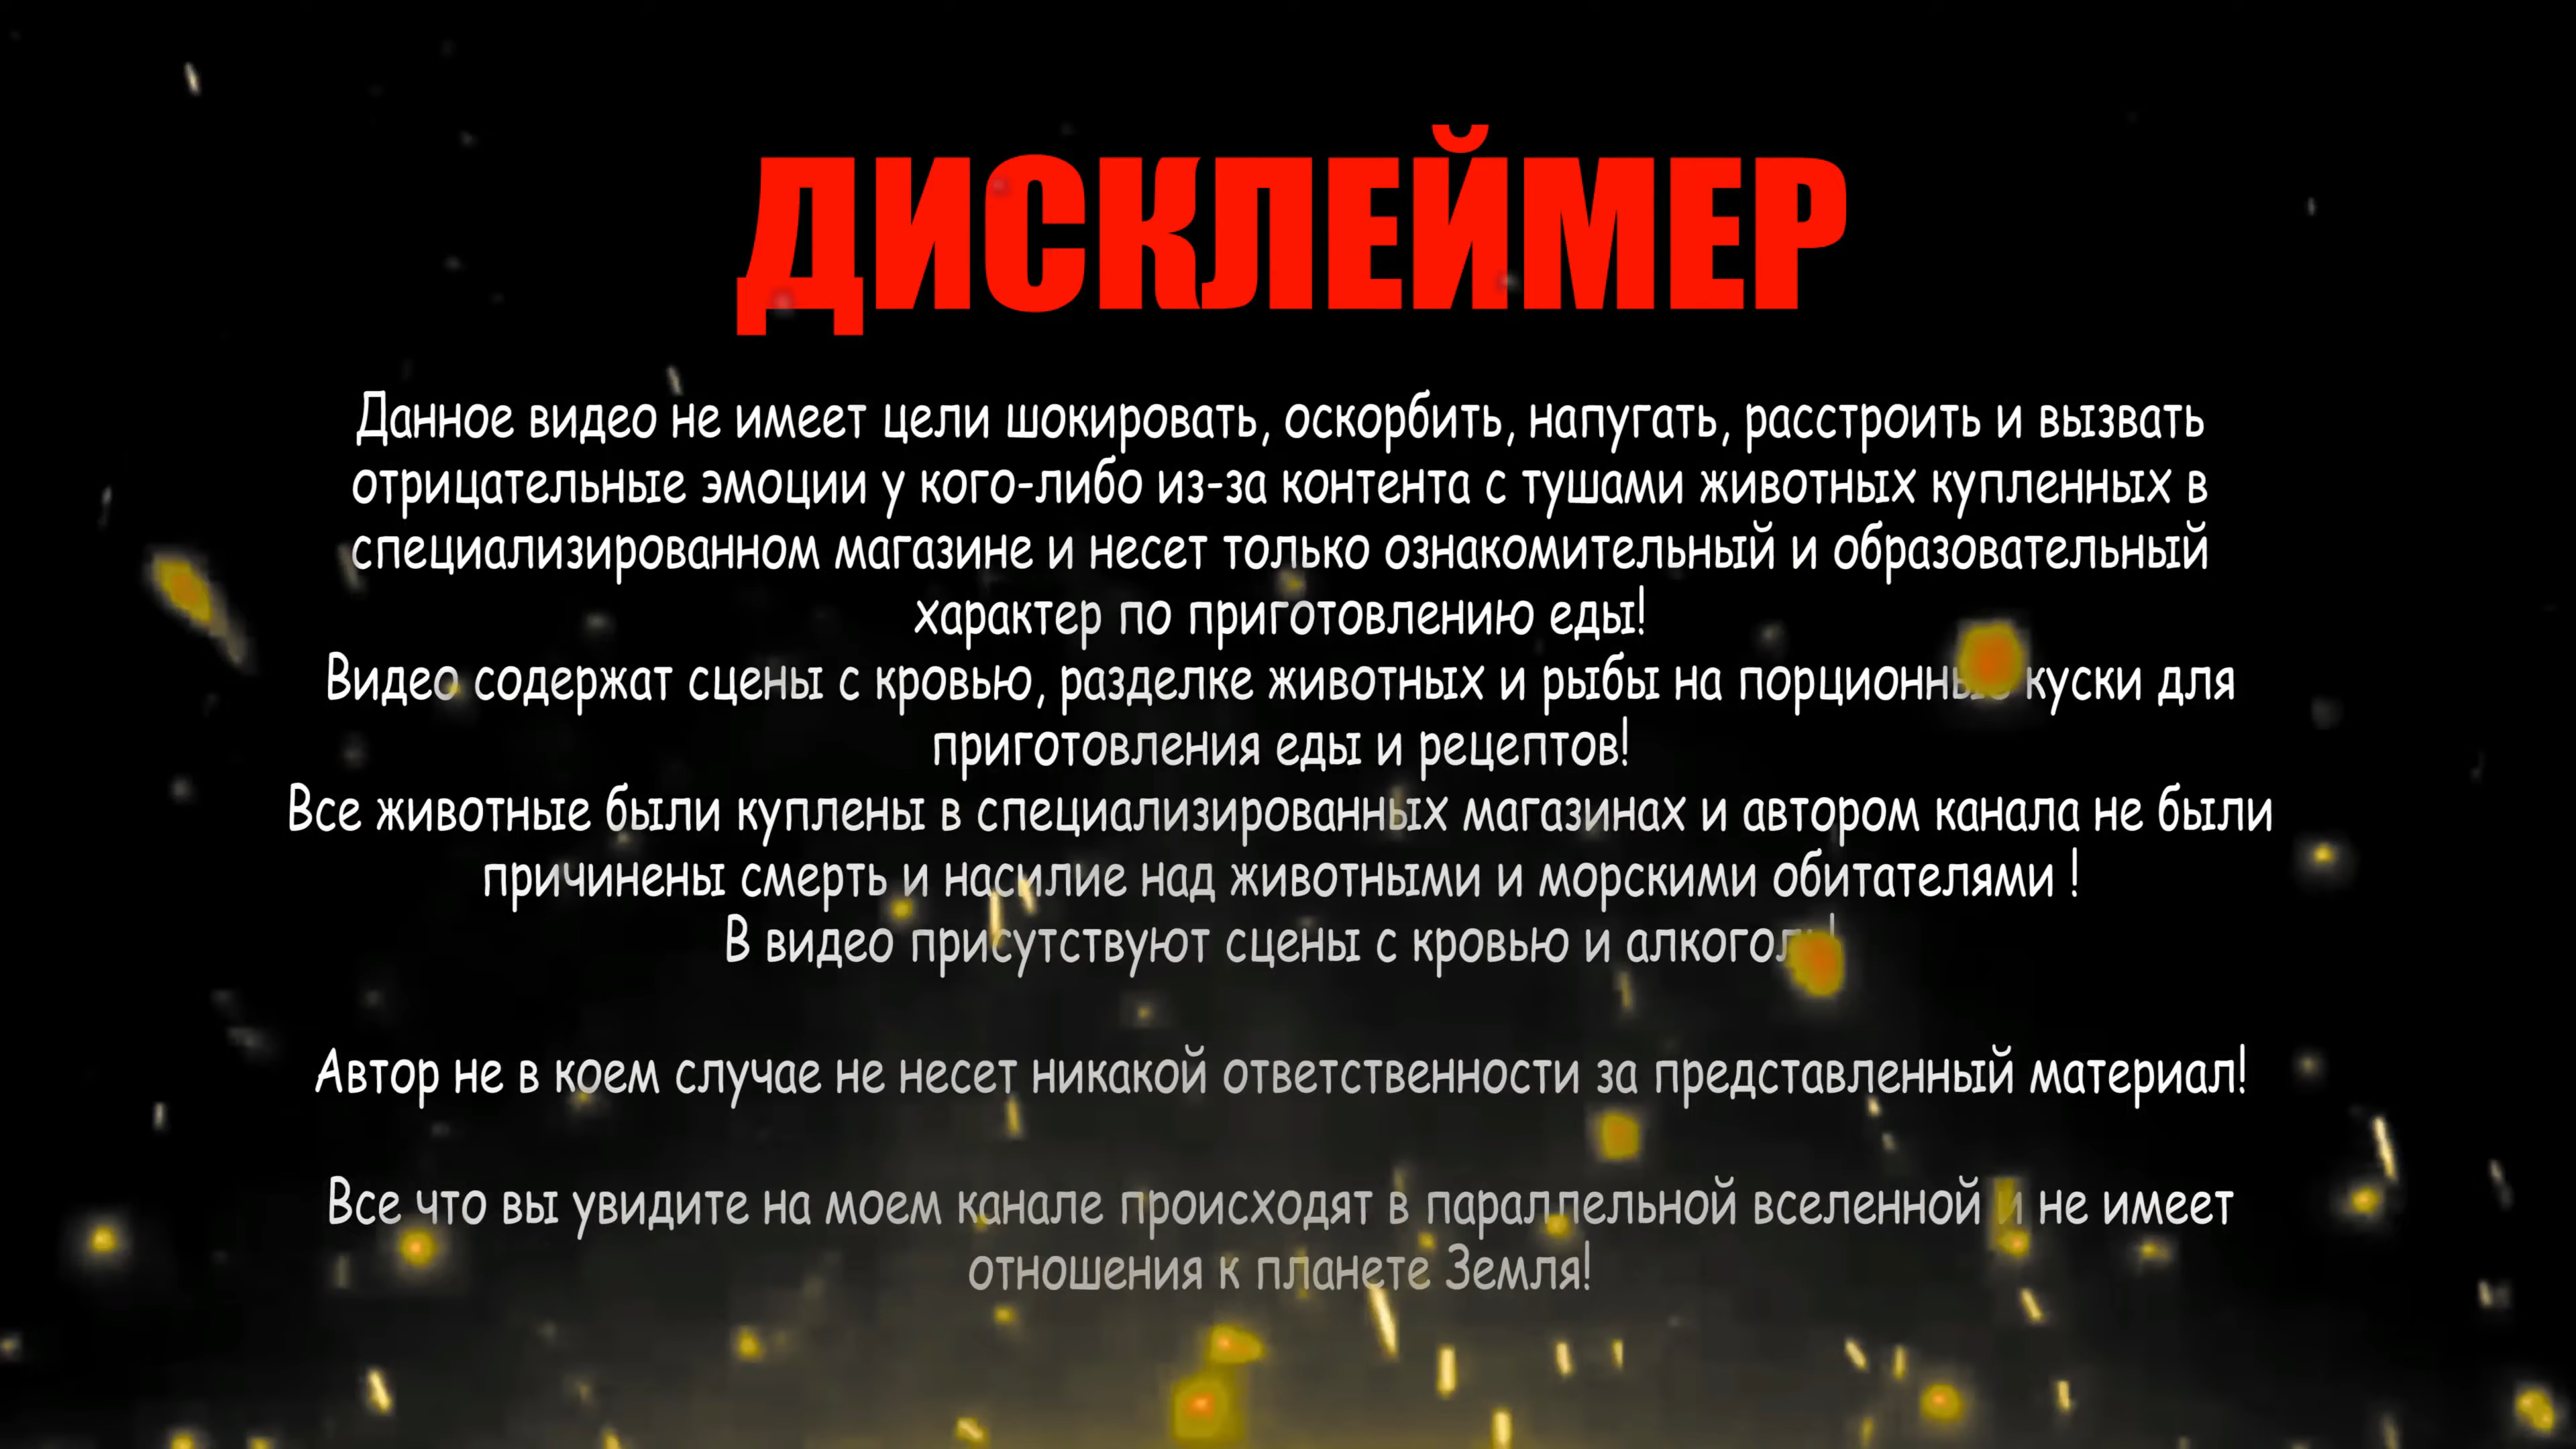 ДИСКЛЕЙМЕР
Данное видео не имеет цели шокировать, оскорбить, напугать, расстроить и вызвать
отрицательные эмоции у кого-либо из-за контента с тушами животных купленных в
специализированном магазине и несет только ознакомительный и образовательный
характер по приготовлению еды!
Видео содержат сцены с кровью, разделке животных и рыбы на порционные куски для
приготовления еды и рецептов!
Все животные были куплены в специализированных магазинах и автором канала не были
причинены смерть и насилие над животными и морскими обитателями !
В видео присутствуют сцены с кровью и
Автор не в коем случае не несет никакой ответственности за представленный материал!
Все что вы увидите на моем канале происходят в параллельной вселенной и не имеет
отношения к планете Земля!